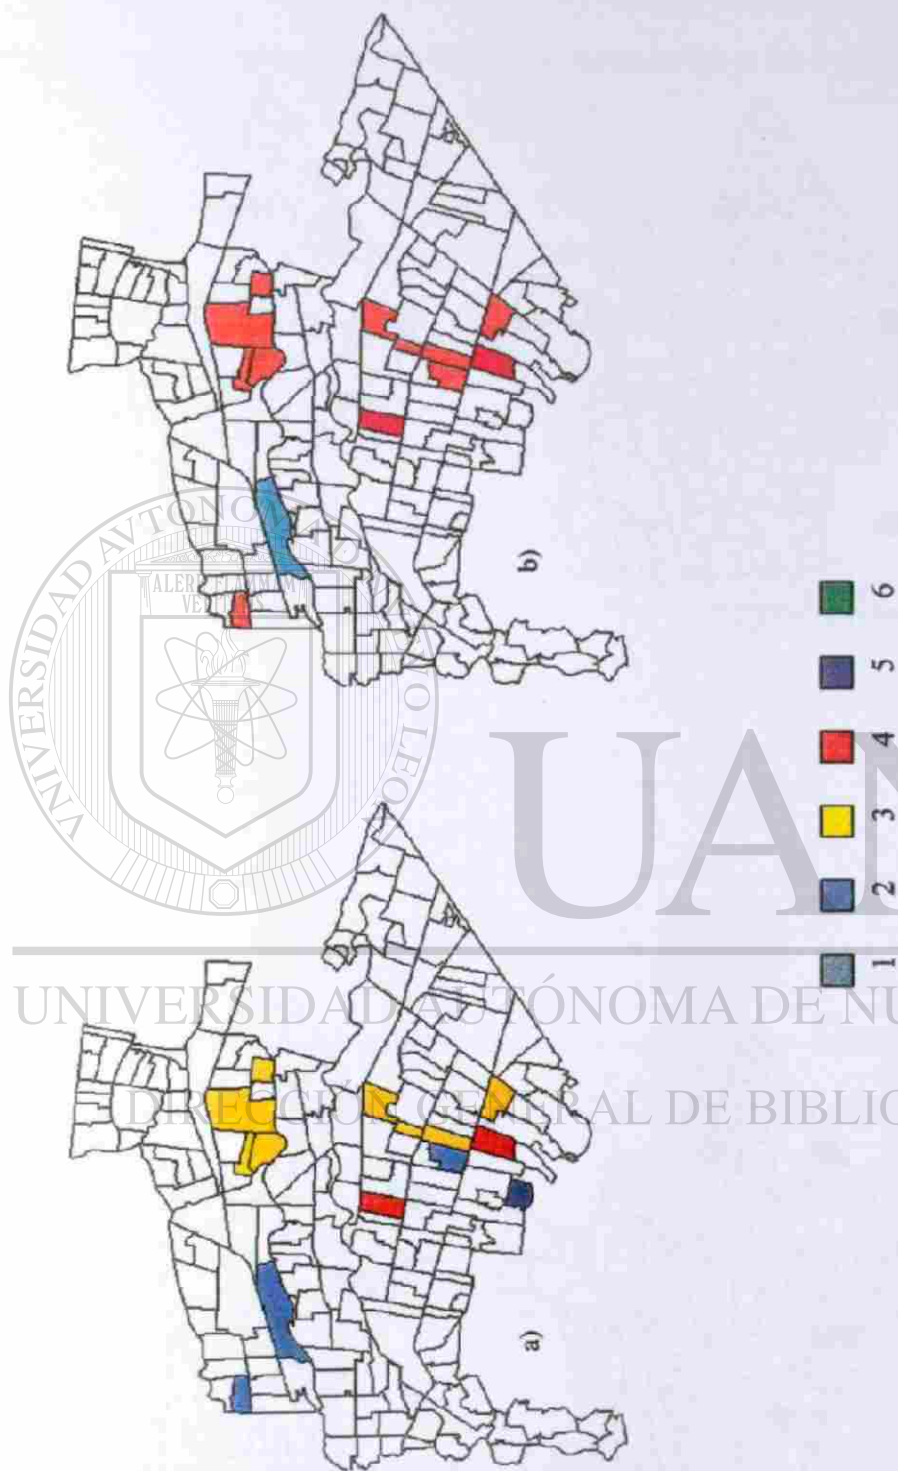 b)
a)
1 2 3 4 5 6
UNIVERSIDAD AUTÓNOMA DE NU
DIRECCIÓN GENERAL DE BIBLIO
UAN